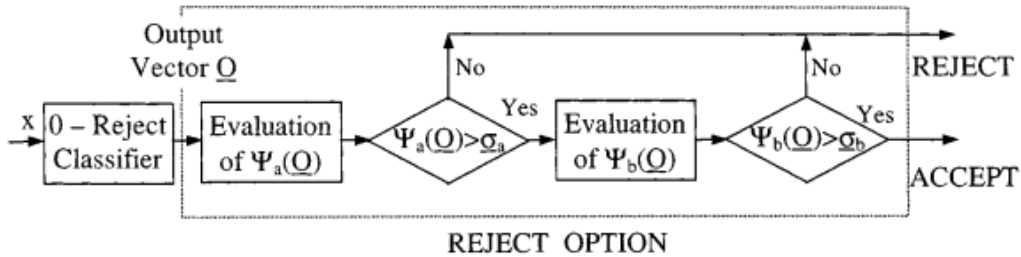 Output
Vector O
x
0 – Reject
Classifier
Evaluation
of Ψa(O)
Ψa(O)>σa
No
Yes
Evaluation
of Ψb(O)
Ψb(O)>σb
No
Yes
REJECT
ACCEPT
REJECT OPTION